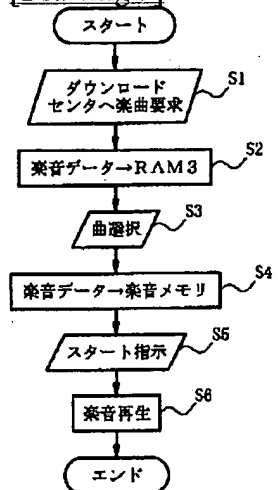 スタート
ダウンロード
センタへ楽曲要求
S1
楽音データ→RAM3
S2
曲選択
S3
楽音データ→楽音メモリ
S4
スタート指示
S5
楽音再生
S6
エンド